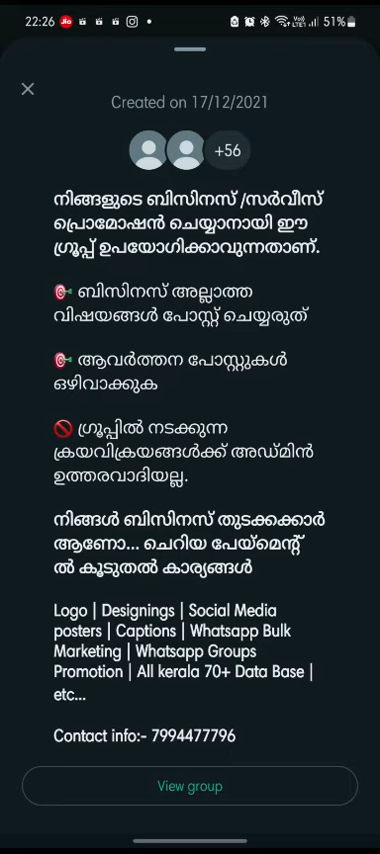 22:26 Jio
VoLTE1 51%
Created on 17/12/2021
+56
നിങ്ങളുടെ ബിസിനസ് /സർവീസ്
പ്രൊമോഷൻ ചെയ്യാനായി ഈ
ഗ്രൂപ്പ് ഉപയോഗിക്കാവുന്നതാണ്.
🎯 ബിസിനസ് അല്ലാത്ത
വിഷയങ്ങൾ പോസ്റ്റ് ചെയ്യരുത്
🎯 ആവർത്തന പോസ്റ്റുകൾ
ഒഴിവാക്കുക
🚫 ഗ്രൂപ്പിൽ നടക്കുന്ന
ക്രയവിക്രയങ്ങൾക്ക് അഡ്മിൻ
ഉത്തരവാദിയല്ല.
നിങ്ങൾ ബിസിനസ് തുടക്കക്കാർ
ആണോ... ചെറിയ പേയ്മെന്റ്
ൽ കൂടുതൽ കാര്യങ്ങൾ
Logo | Designings | Social Media
posters | Captions | Whatsapp Bulk
Marketing | Whatsapp Groups
Promotion | All kerala 70+ Data Base |
etc...
Contact info:- 7994477796
View group